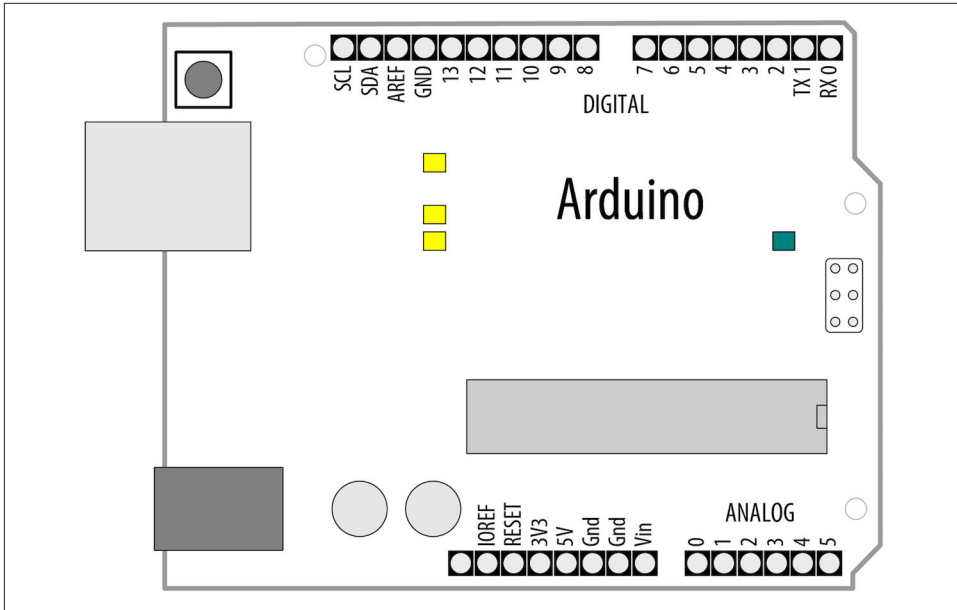 SCL SDA AREF GND 13 12 11 10 9 8 7 6 5 4 3 2 TX 1 RX 0
DIGITAL
Arduino
ANALOG
IOREF RESET 3V3 5V Gnd Gnd Vin 0 1 2 3 4 5